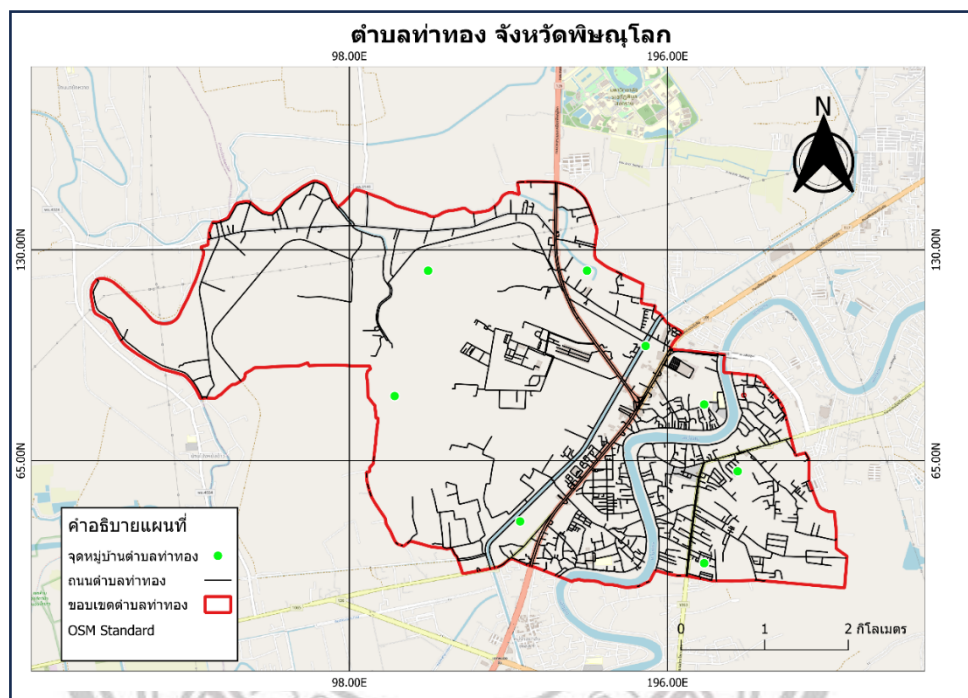 ตำบลท่าทอง จังหวัดพิษณุโลก
98.00E
196.00E
N
130.00N
130.00N
65.00N
65.00N
คำอธิบายแผนที่
จุดหมู่บ้านตำบลท่าทอง
ถนนตำบลท่าทอง
ขอบเขตตำบลท่าทอง
OSM Standard
0 1 2 กิโลเมตร
98.00E
196.00E